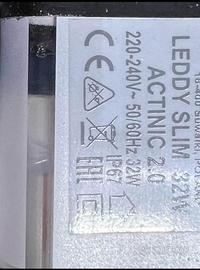 LEDDY SLIM 32W
ACTINIC 2.0
220-240V~ 50/60Hz 32W
IP67